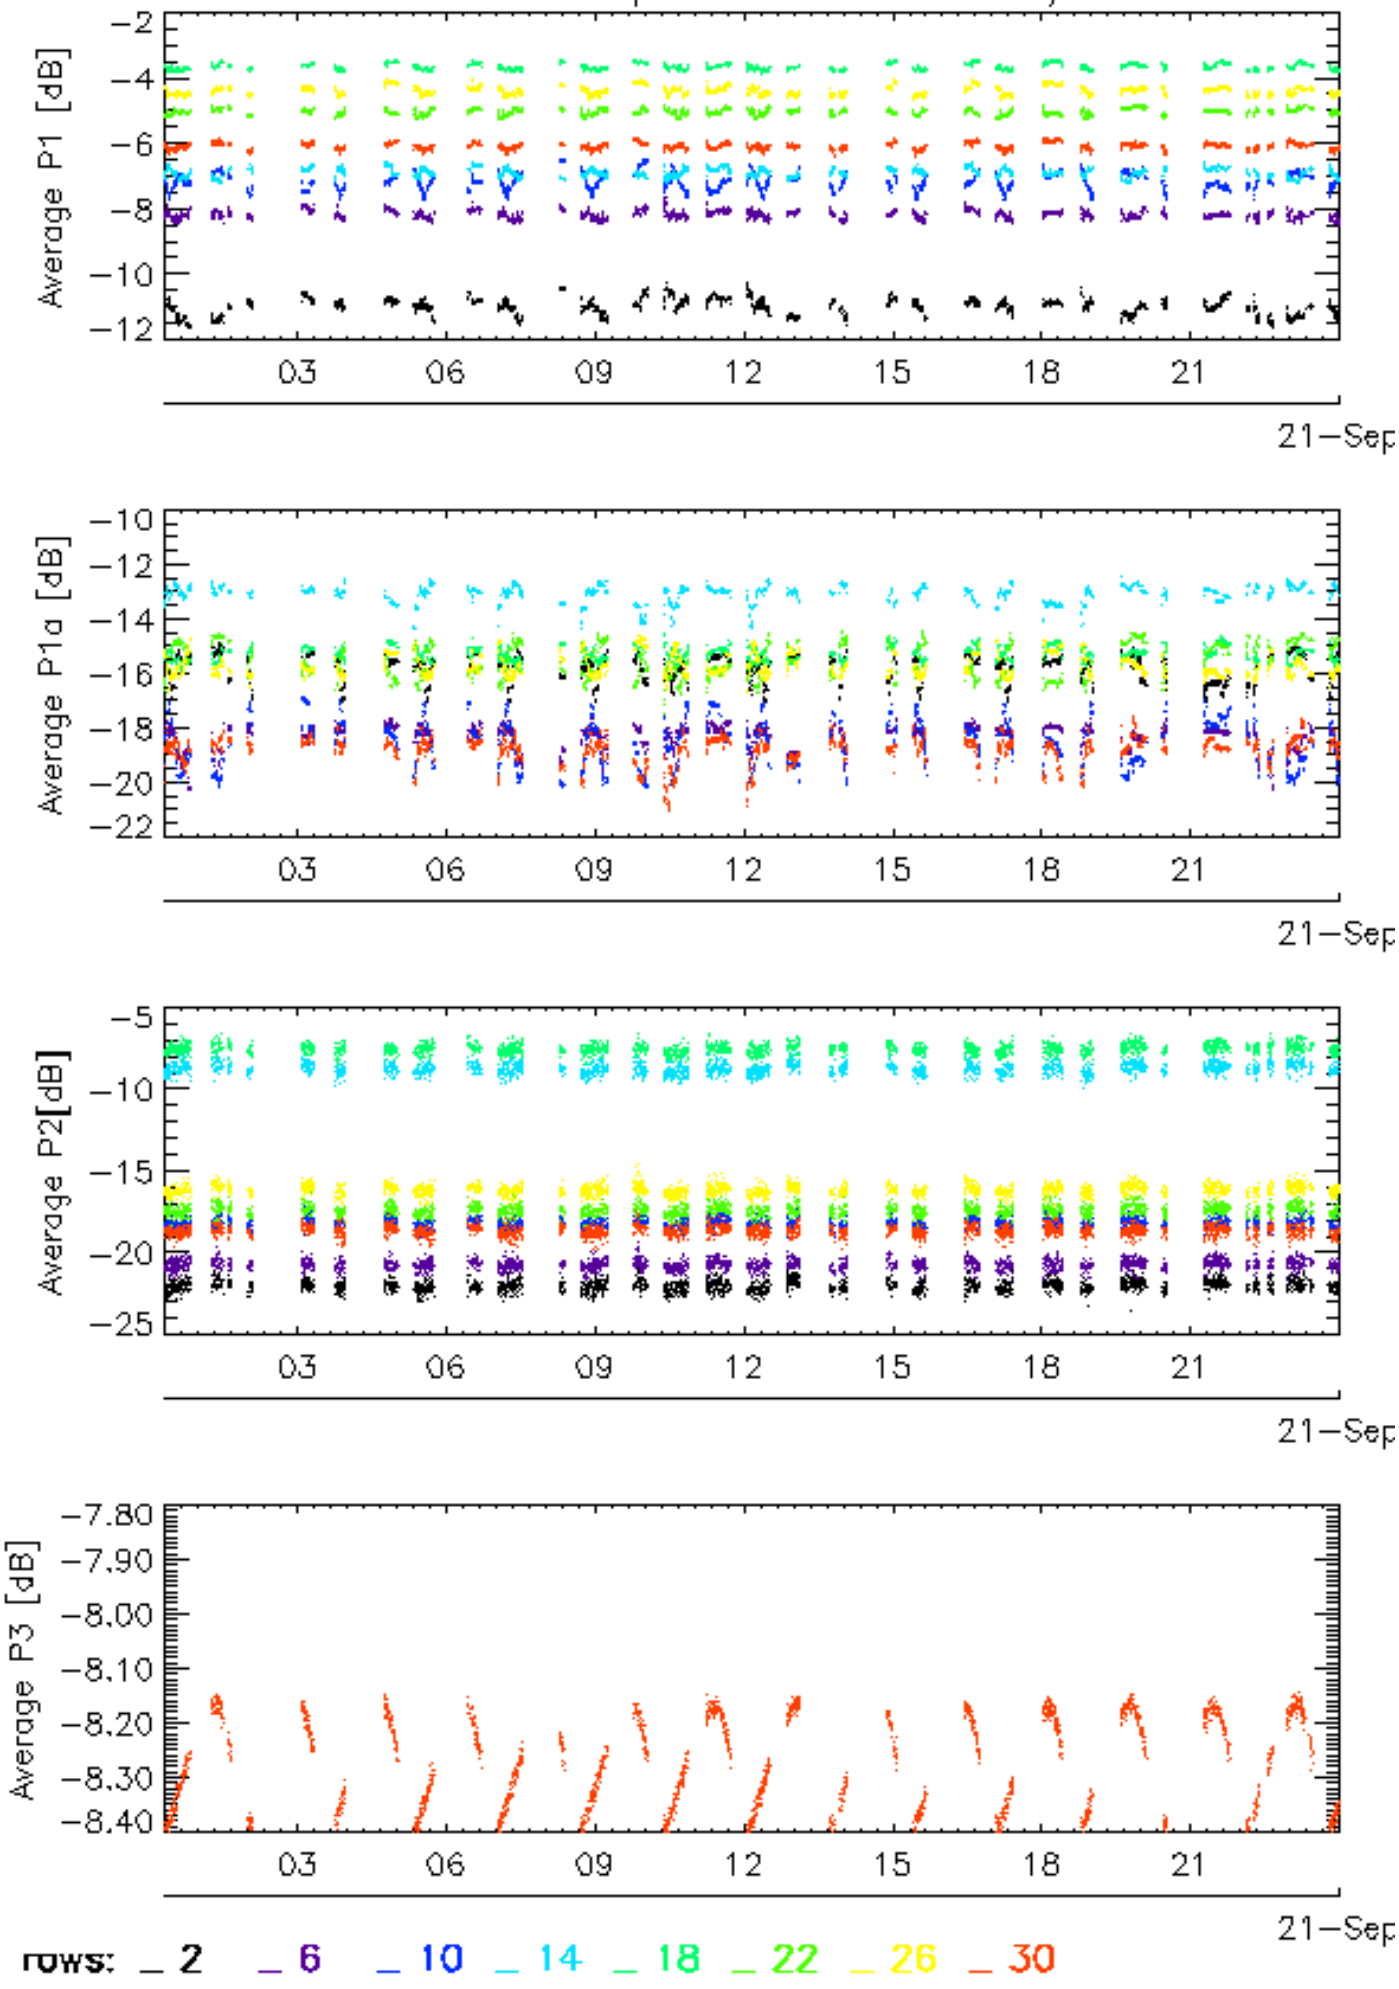 Average P1 [dB]
-2
-4
-6
-8
-10
-12
03 06 09 12 15 18 21
21-Sep
Average P1a [dB]
-10
-12
-14
-16
-18
-20
-22
03 06 09 12 15 18 21
21-Sep
Average P2[dB]
-5
-10
-15
-20
-25
03 06 09 12 15 18 21
21-Sep
Average P3 [dB]
-7.80
-7.90
-8.00
-8.10
-8.20
-8.30
-8.40
03 06 09 12 15 18 21
21-Sep
rows: _ 2 _ 6 _ 10 _ 14 _ 18 _ 22 _ 26 _ 30